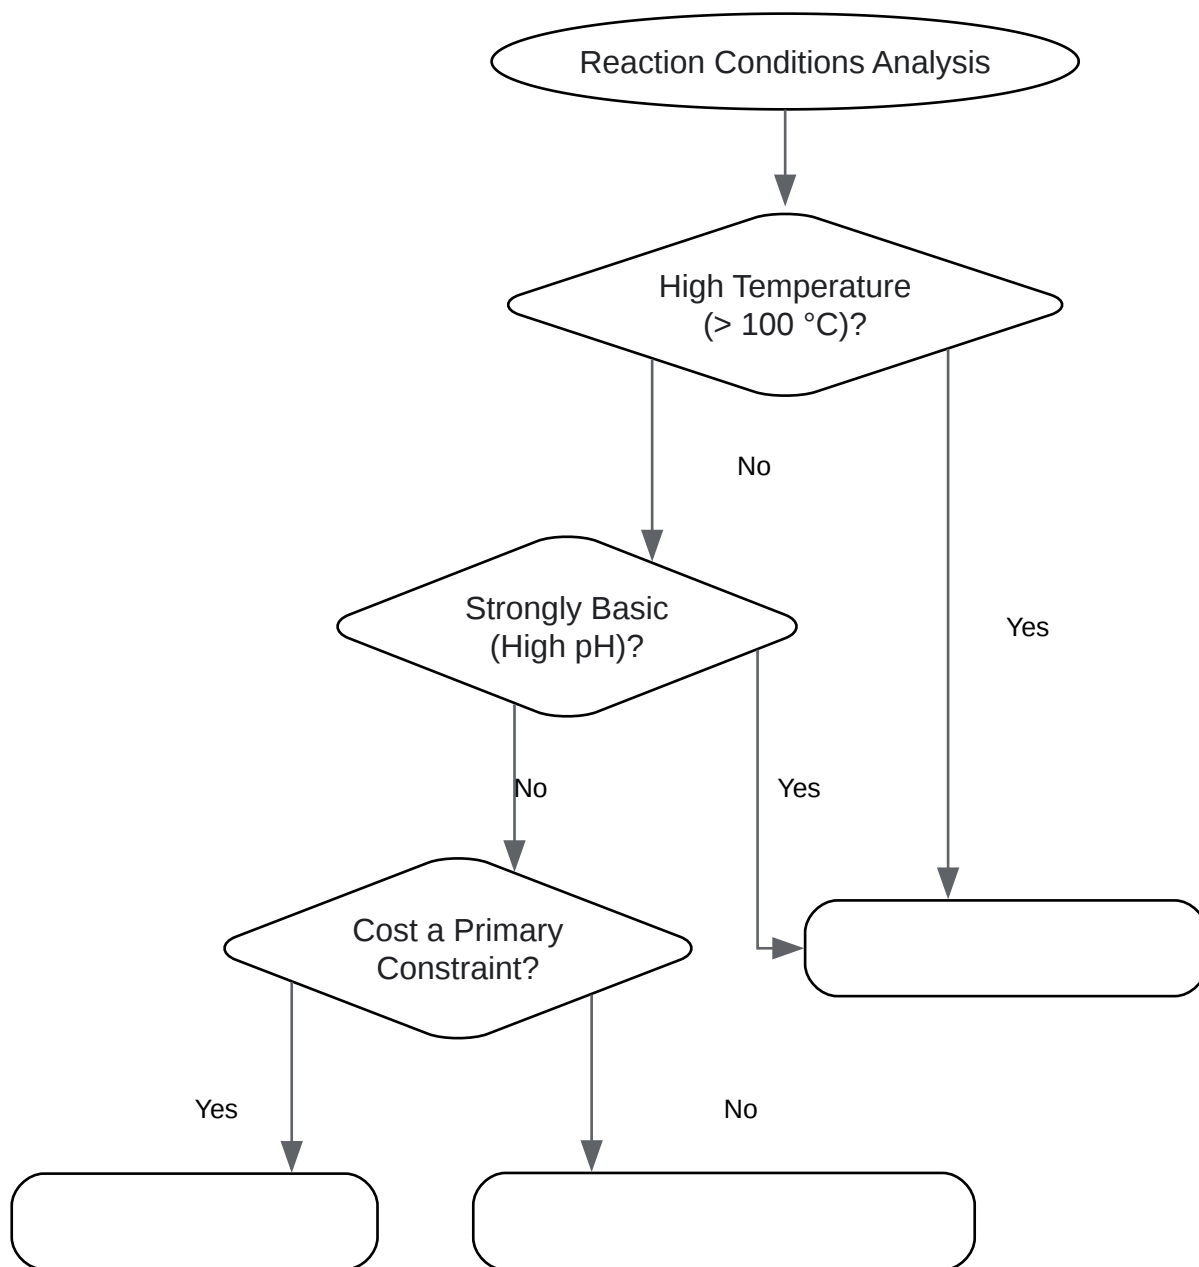 Reaction Conditions Analysis
High Temperature
(> 100 °C)?
No
Yes
Strongly Basic
(High pH)?
No
Yes
Cost a Primary
Constraint?
Yes
No